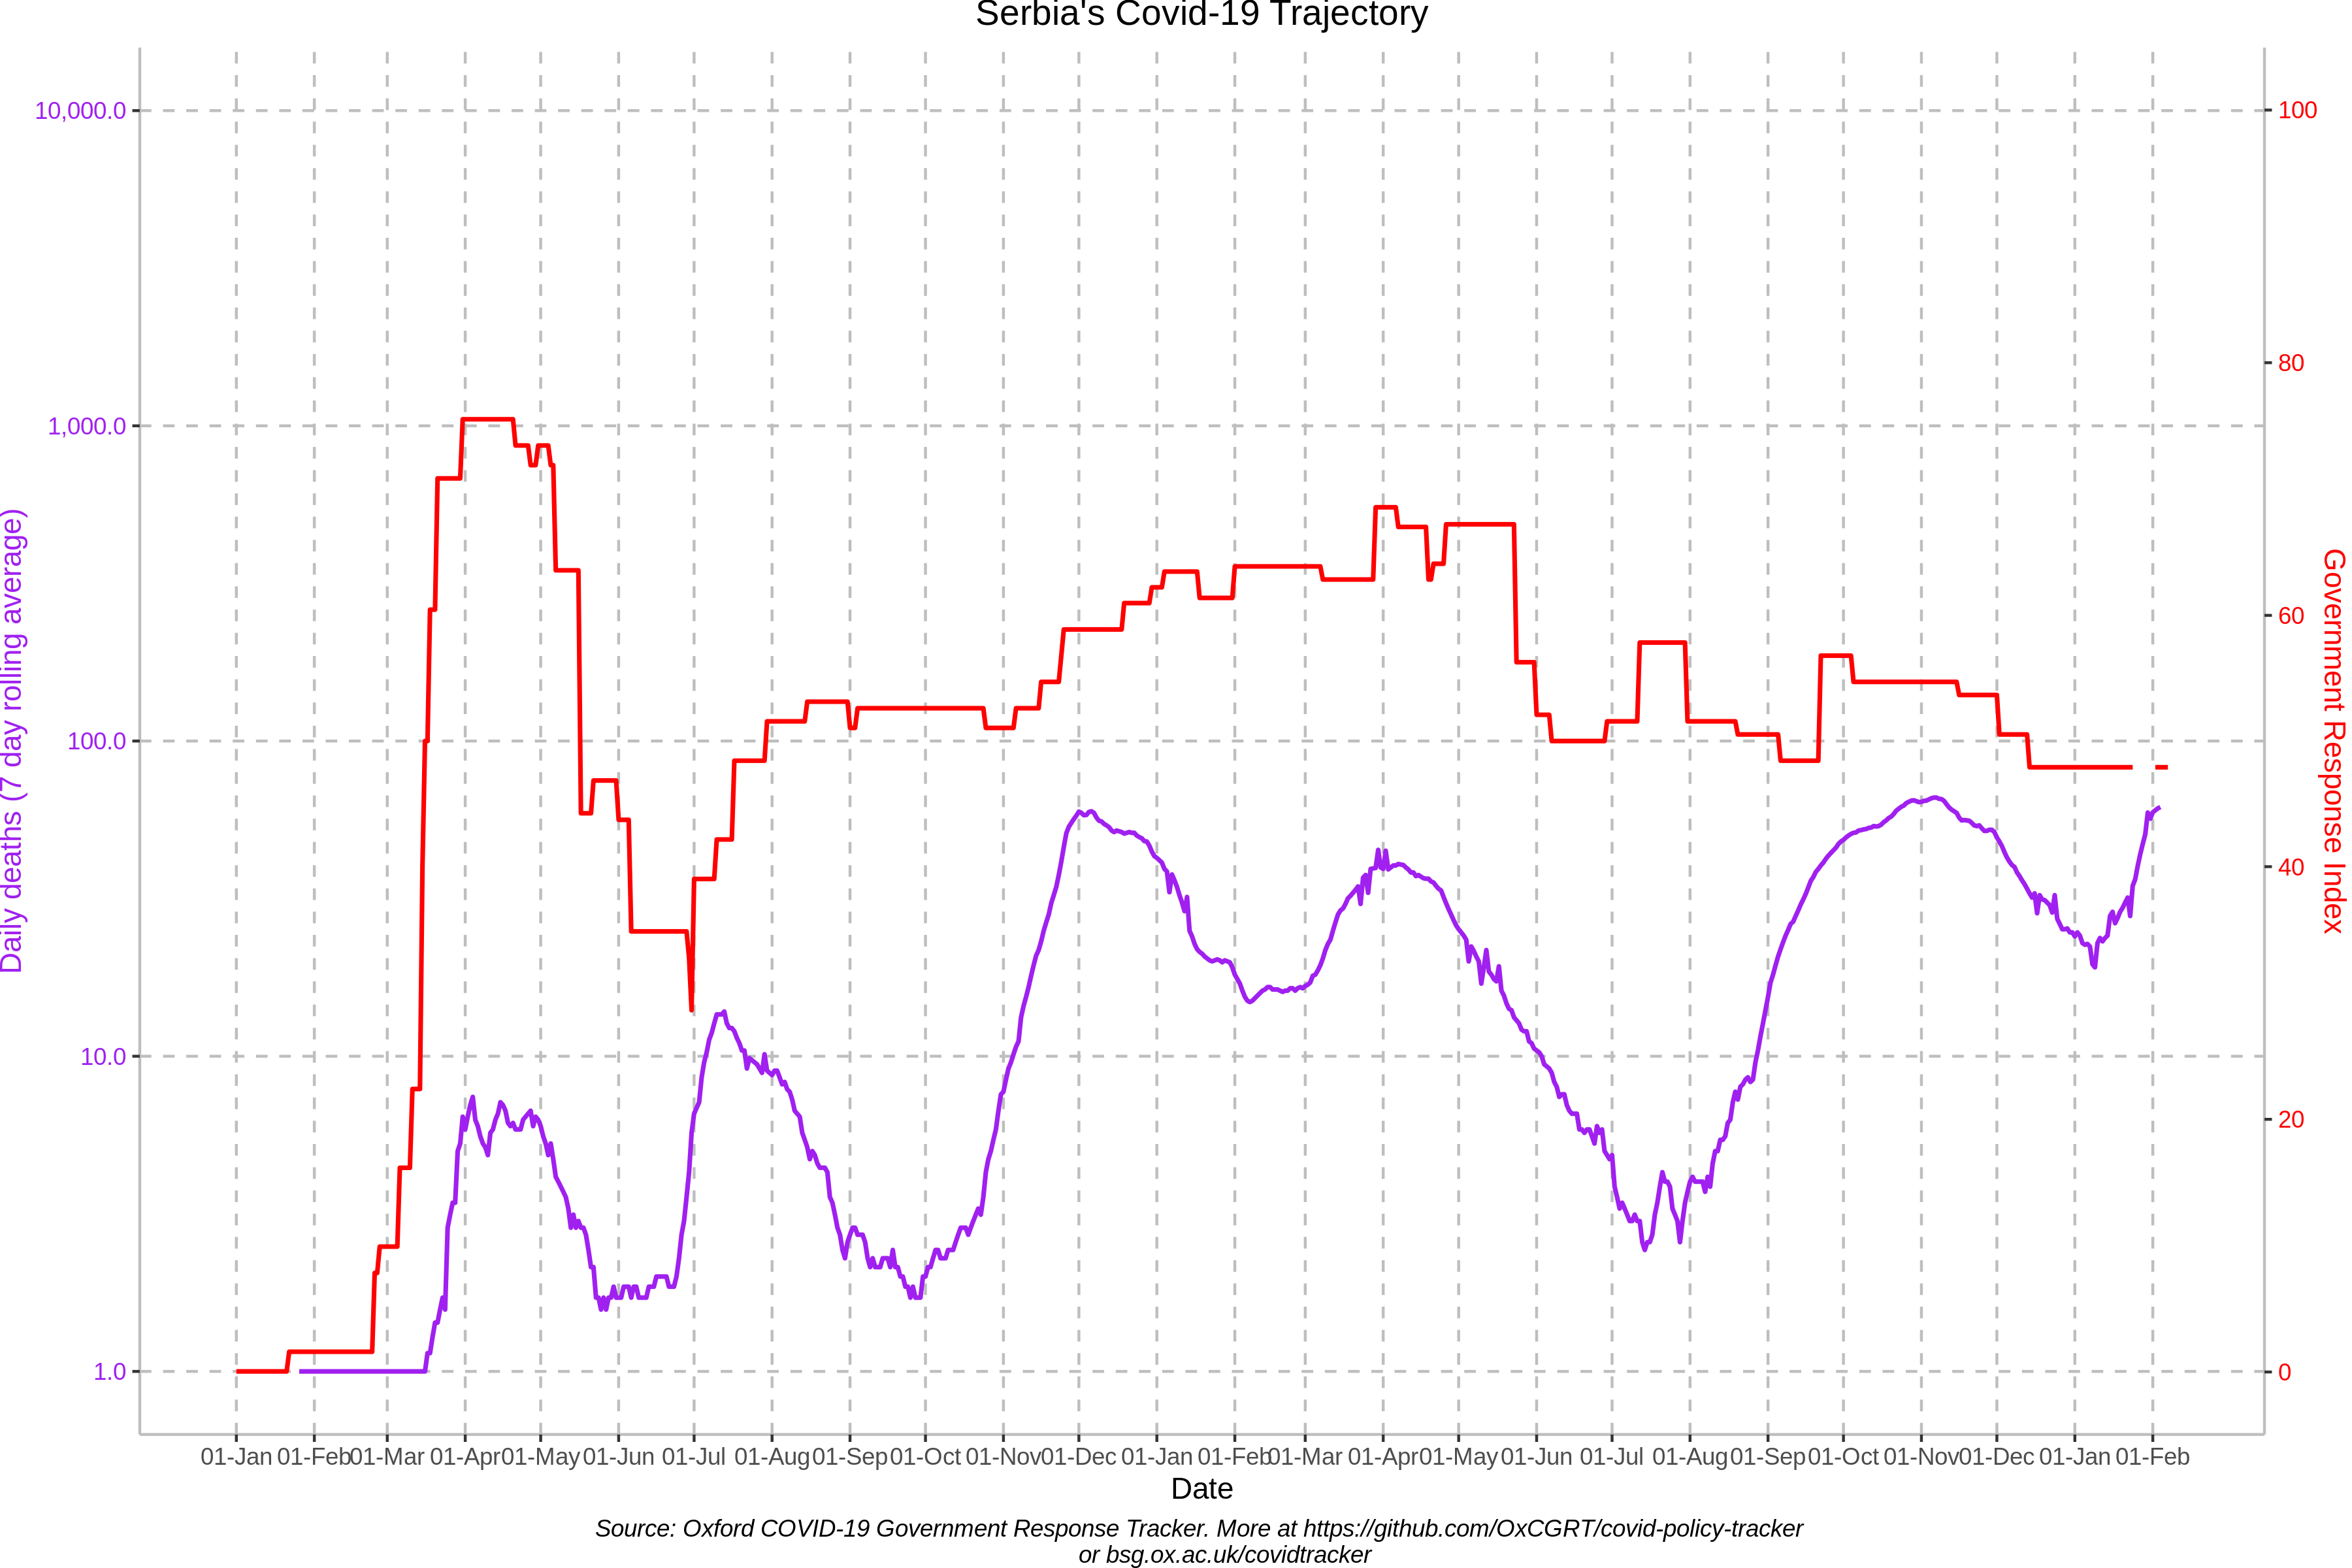 Serbia's Covid-19 Trajectory
10,000.0
1,000.0
100.0
10.0
1.0
Daily deaths (7 day rolling average)
100
80
60
40
20
0
Government Response Index
01-Jan 01-Feb 01-Mar 01-Apr 01-May 01-Jun 01-Jul 01-Aug 01-Sep 01-Oct 01-Nov 01-Dec 01-Jan 01-Feb 01-Mar 01-Apr 01-May 01-Jun 01-Jul 01-Aug 01-Sep 01-Oct 01-Nov 01-Dec 01-Jan 01-Feb
Date
Source: Oxford COVID-19 Government Response Tracker. More at https://github.com/OxCGRT/covid-policy-tracker
or bsg.ox.ac.uk/covidtracker